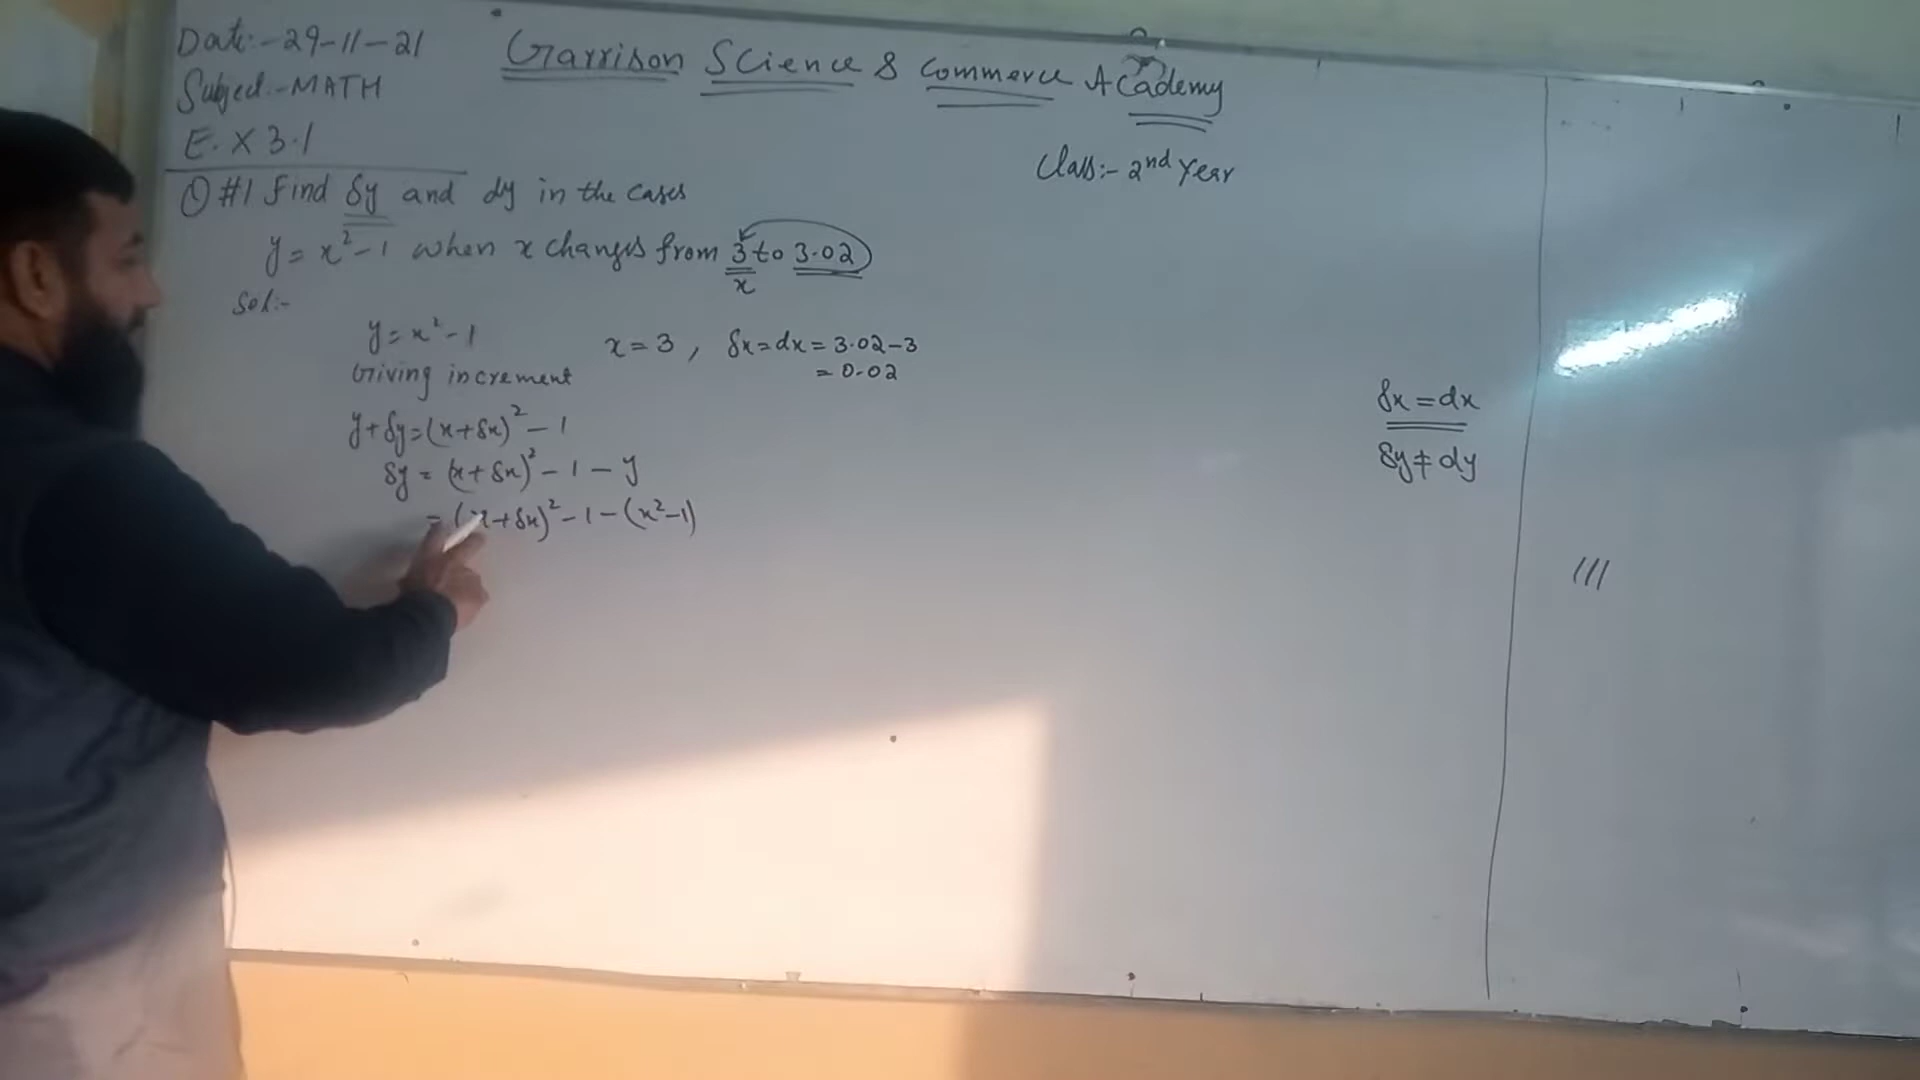 Date:-29-11-21
Garrison Science & Commerce Academy
Subject:-MATH
E.X 3.1
Class:- 2nd Year
Q#1 Find δy and dy in the cases
y = x² - 1 when x changes from 3 to 3.02
x
Sol:-
y = x² - 1
x = 3 , δx = dx = 3.02 - 3
= 0.02
Giving increment
y + δy = (x + δx)² - 1
δy = (x + δx)² - 1 - y
= (x + δx)² - 1 - (x² - 1)
δx = dx
δy ≠ dy
///